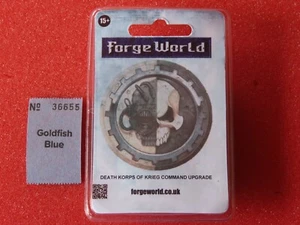 15+
Forge World
DEATH KORPS OF KRIEG COMMAND UPGRADE
forgeworld.co.uk
Nº 36655
Goldfish
Blue